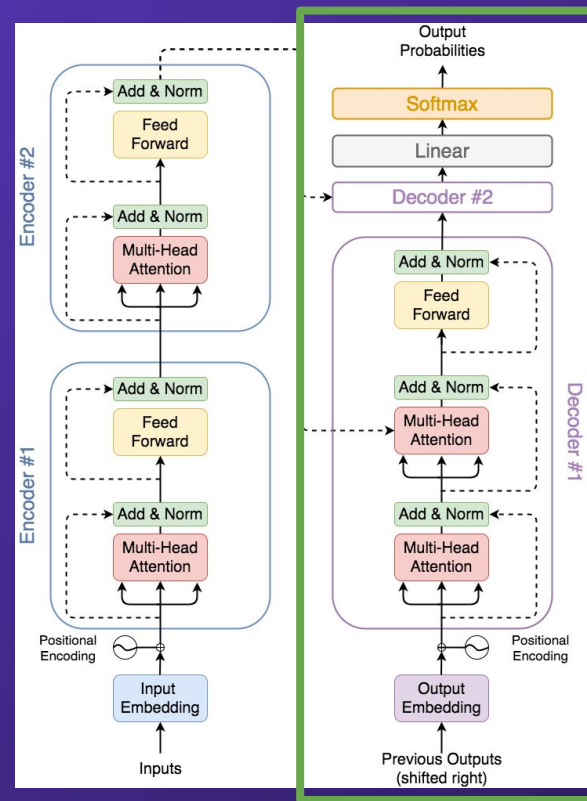 Encoder #2
Add & Norm
Feed
Forward
Add & Norm
Multi-Head
Attention
Encoder #1
Add & Norm
Feed
Forward
Add & Norm
Multi-Head
Attention
Positional
Encoding
Input
Embedding
Inputs
Output
Probabilities
Softmax
Linear
Decoder #2
Decoder #1
Add & Norm
Feed
Forward
Add & Norm
Multi-Head
Attention
Add & Norm
Multi-Head
Attention
Positional
Encoding
Output
Embedding
Previous Outputs
(shifted right)